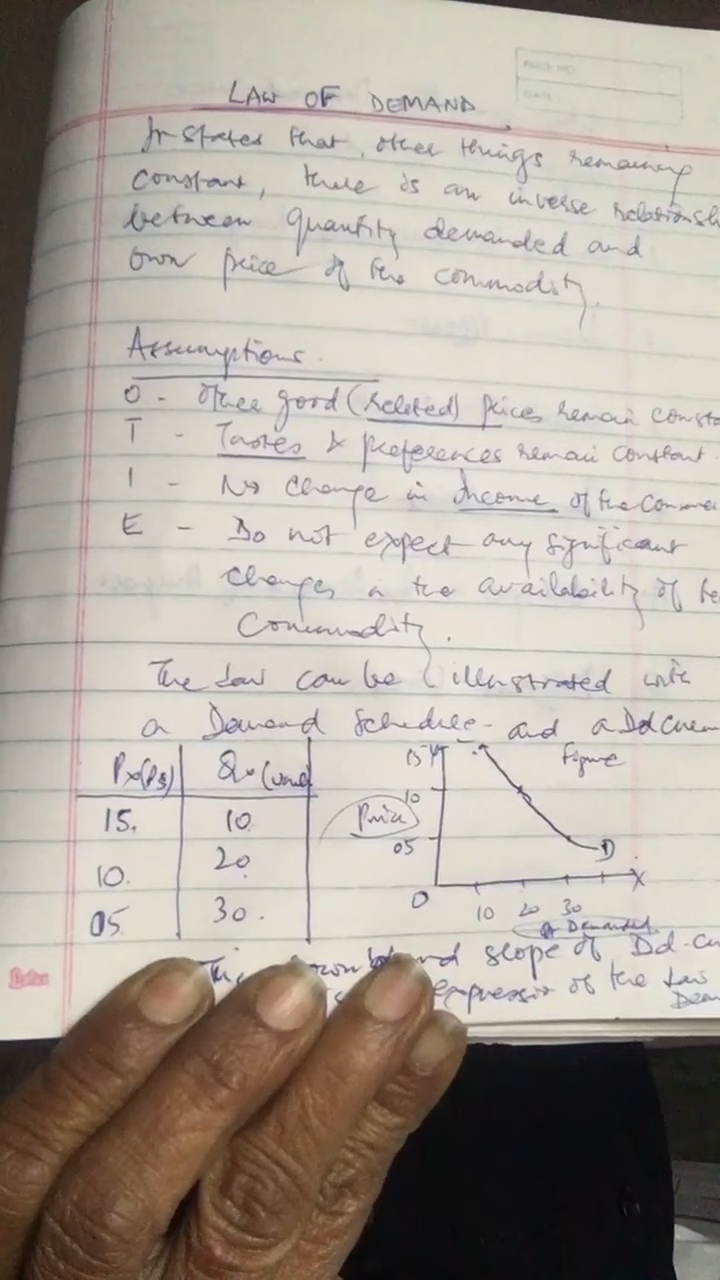 LAW OF DEMAND
It states that, other things remaining
constant, there is an inverse relationsh
between quantity demanded and
own price of the commodity.
Assumptions.
O - Other good (related) prices remain consta
T - Tastes & preferences remain constant.
I - No change in Income of the Consume
E - Do not expect any significant
changes in the availability of the
Commodity.
The Law can be illustrated with
a Demand Schedule and a Dd curve
Px(Rs) Qx(units)
15. 10
10. 20
05 30.
Figure
15 Y
10
Price
05
D
O X
10 20 30
Q Demanded
This downward slope of Dd-cu
expression of the Law
Dem